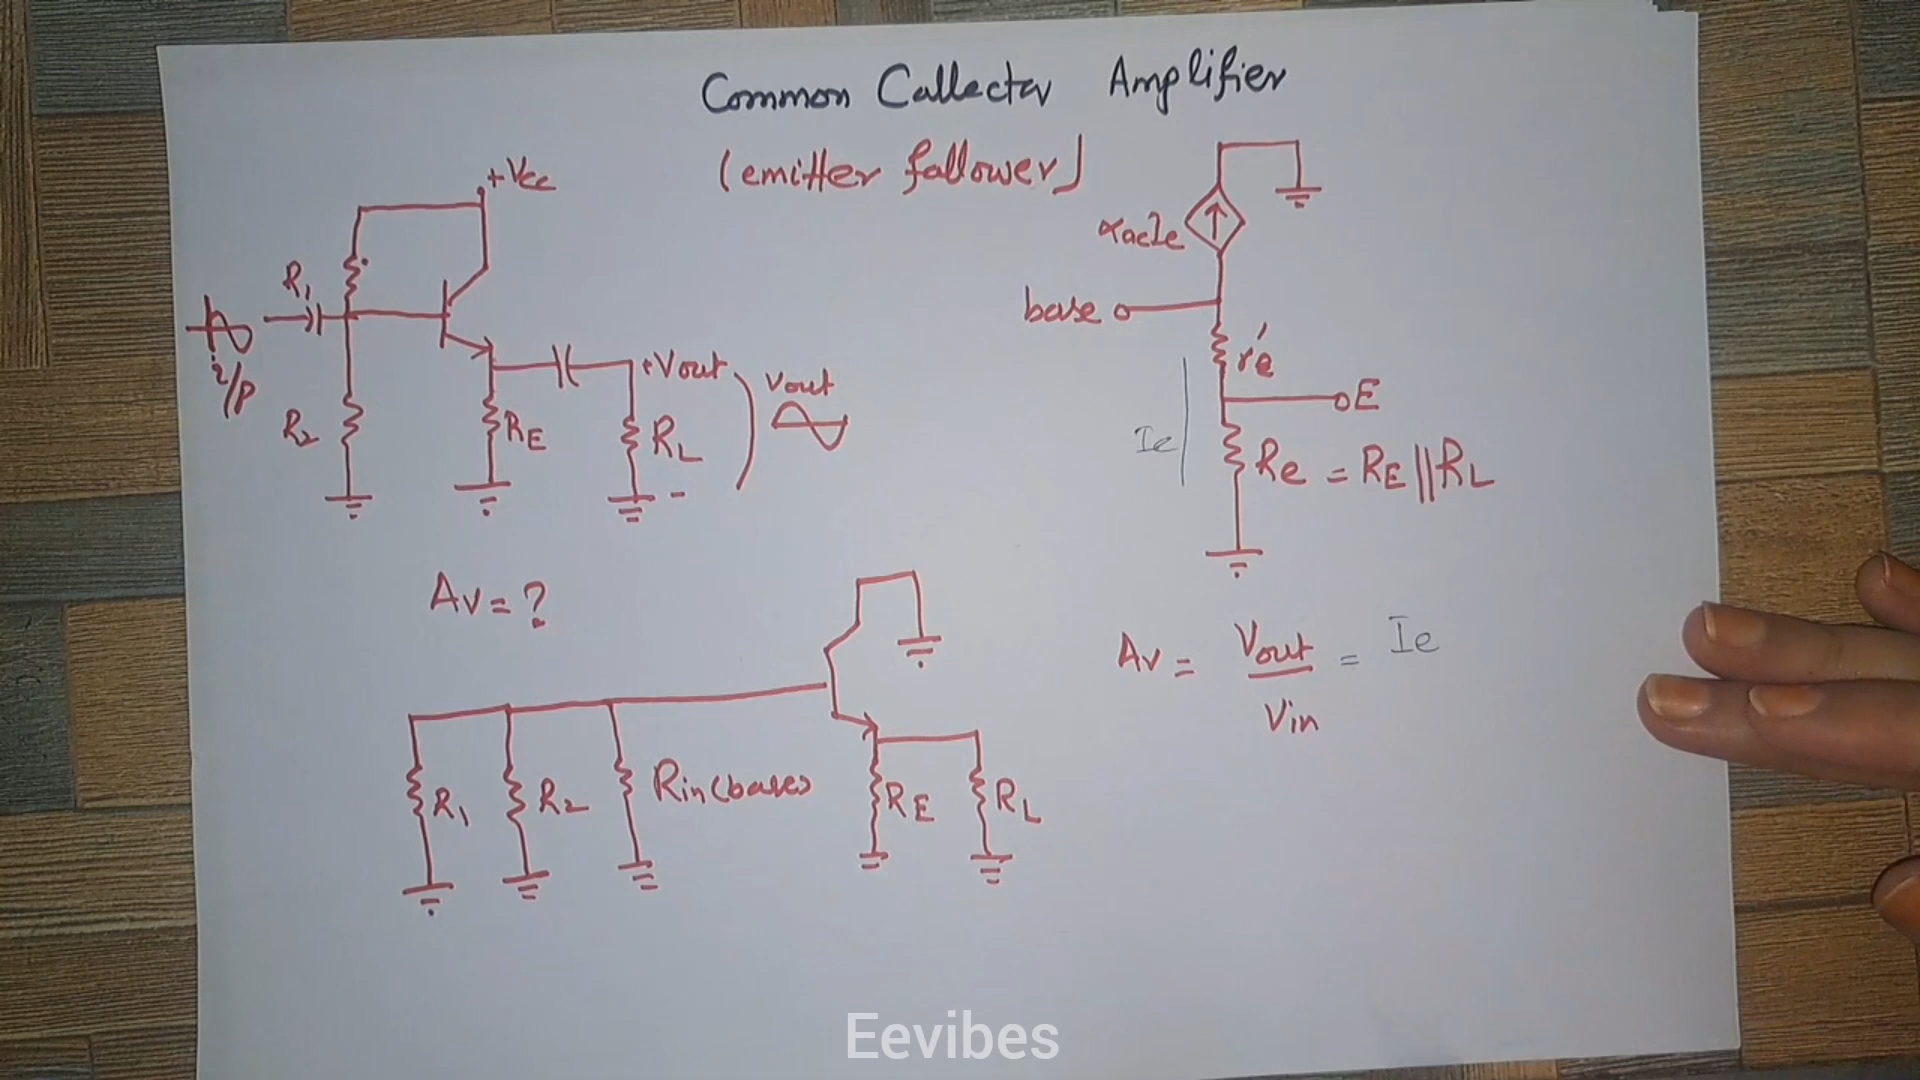 Common Callector Amplifier
(emitter fallower)
+Vcc
R1
i/p
R2
RE
+Vout
RL
-
Vout
αacIe
base
r'e
E
Ie
Re = RE||RL
Av = ?
R1
R2
Rin(base)
RE
RL
Av = Vout / Vin = Ie
Eevibes